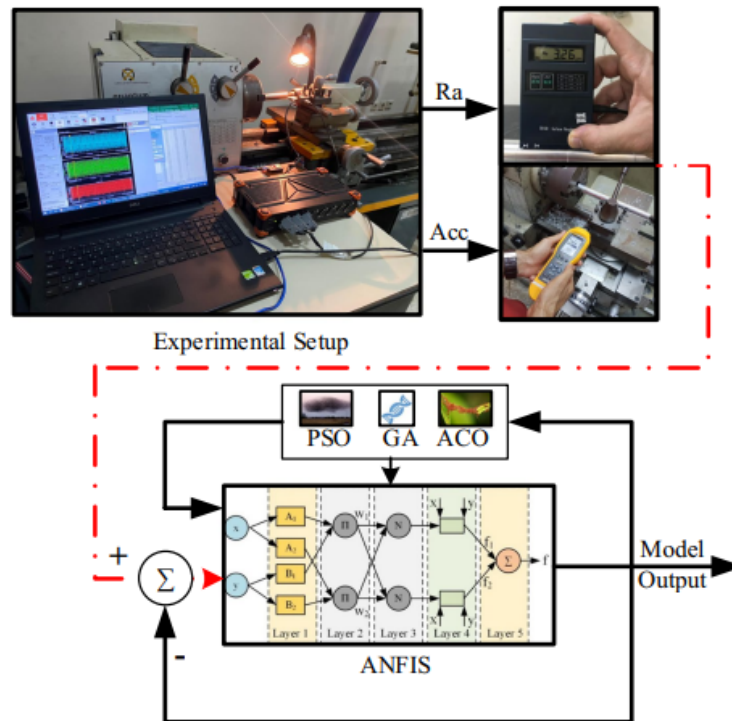 Ra
326
Acc
Experimental Setup
PSO GA ACO
X y
x A₁ Π w₁ N f₁
A₂ Σ f
y B₁
B₂ Π w₂ N f₂
X y
Layer 1 Layer 2 Layer 3 Layer 4 Layer 5
ANFIS
+
Σ
-
Model
Output